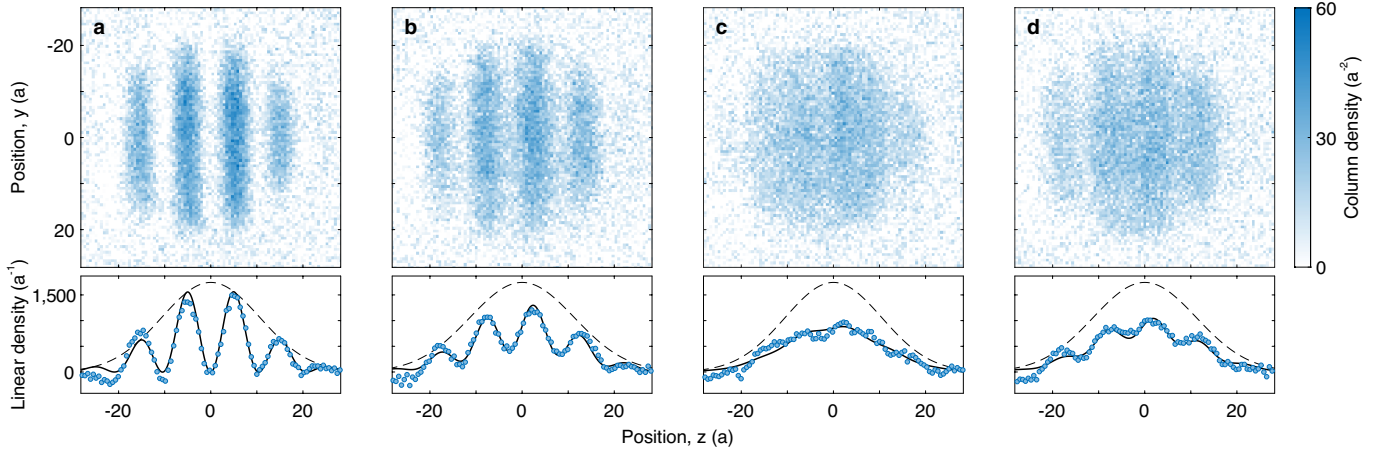 a
b
c
d
-20
0
20
Position, y (a)
60
30
0
Column density (a⁻²)
1,500
0
Linear density (a⁻¹)
-20 0 20
-20 0 20
-20 0 20
-20 0 20
Position, z (a)